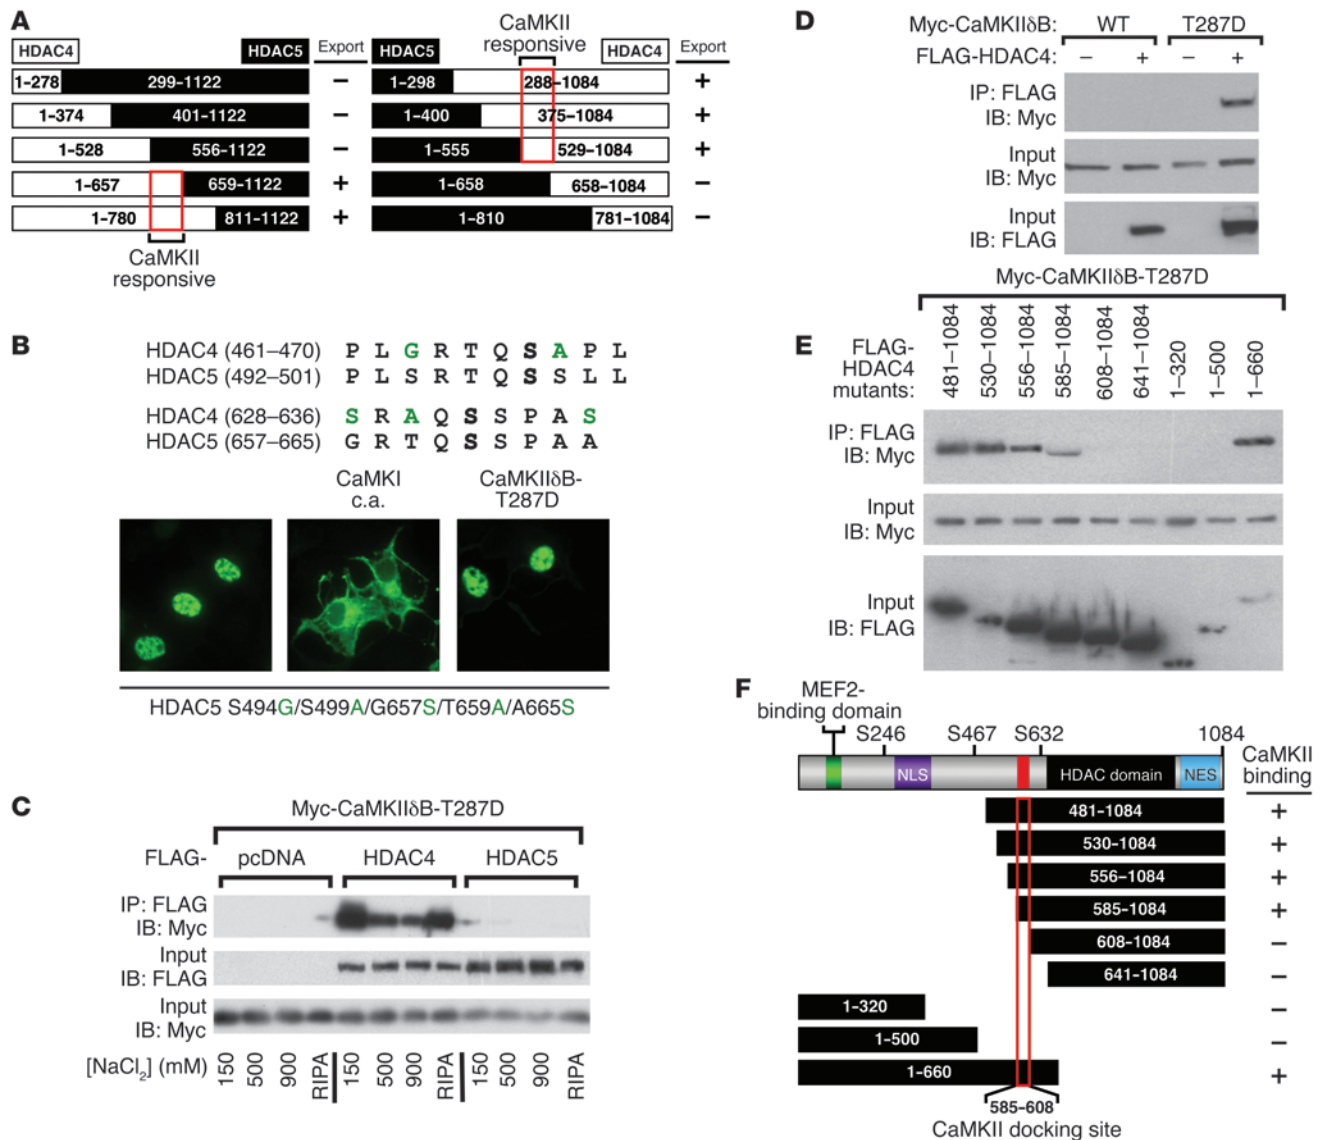 A
HDAC4 HDAC5 Export
1–278 299–1122 –
1–374 401–1122 –
1–528 556–1122 –
1–657 659–1122 +
1–780 811–1122 +
CaMKII
responsive
CaMKII
responsive
HDAC5 HDAC4 Export
1–298 288–1084 +
1–400 375–1084 +
1–555 529–1084 +
1–658 658–1084 –
1–810 781–1084 –
B
HDAC4 (461–470) P L G R T Q S A P L
HDAC5 (492–501) P L S R T Q S S L L
HDAC4 (628–636) S R A Q S S P A S
HDAC5 (657–665) G R T Q S S P A A
CaMKI
c.a.
CaMKIIδB-
T287D
HDAC5 S494G/S499A/G657S/T659A/A665S
C
Myc-CaMKIIδB-T287D
FLAG- pcDNA HDAC4 HDAC5
IP: FLAG
IB: Myc
Input
IB: FLAG
Input
IB: Myc
[NaCl2] (mM) 150 500 900 RIPA 150 500 900 RIPA 150 500 900 RIPA
D
Myc-CaMKIIδB: WT T287D
FLAG-HDAC4: – + – +
IP: FLAG
IB: Myc
Input
IB: Myc
Input
IB: FLAG
E
Myc-CaMKIIδB-T287D
FLAG-
HDAC4
mutants:
481–1084 530–1084 556–1084 585–1084 608–1084 641–1084 1–320 1–500 1–660
IP: FLAG
IB: Myc
Input
IB: Myc
Input
IB: FLAG
F
MEF2-
binding domain
S246 S467 S632 1084
CaMKII
binding
NLS HDAC domain NES
481-1084 +
530-1084 +
556–1084 +
585-1084 +
608-1084 –
641-1084 –
1-320 –
1-500 –
1-660 +
585-608
CaMKII docking site